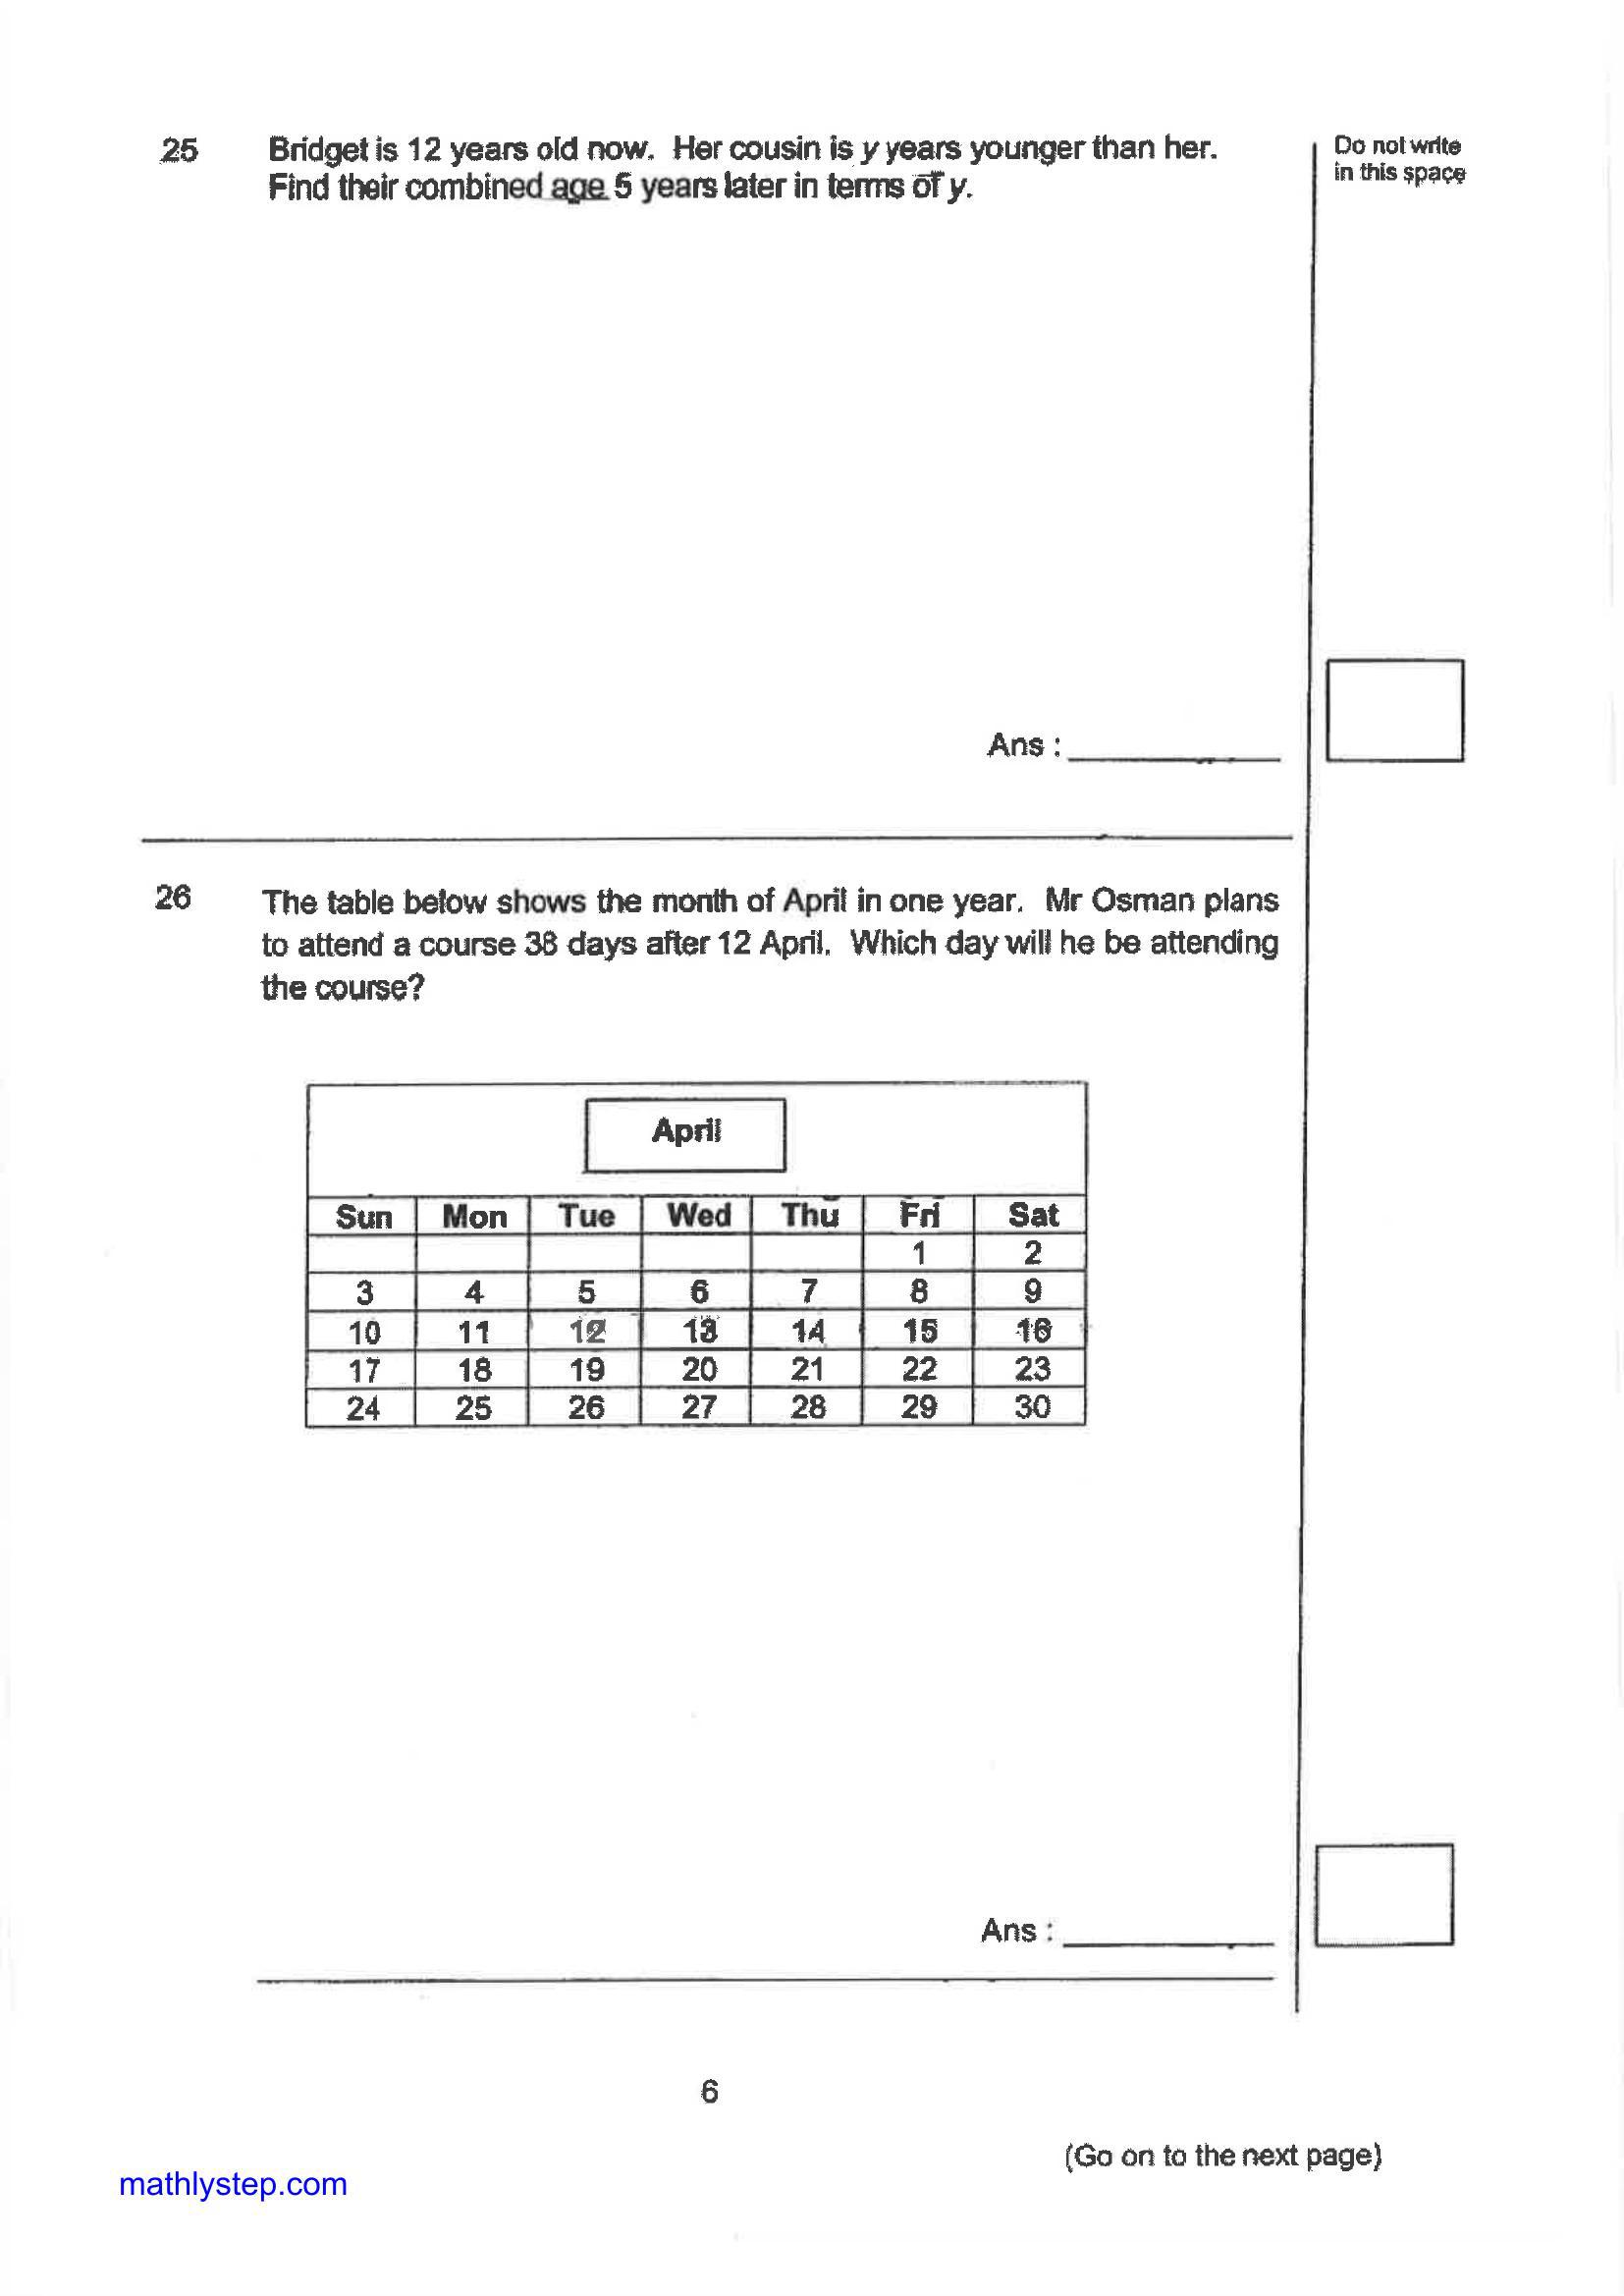 25 Bridget is 12 years old now. Her cousin is y years younger than her.
Find their combined age 5 years later in terms of y.
Do not write
in this space
Ans :
26 The table below shows the month of April in one year. Mr Osman plans
to attend a course 38 days after 12 April. Which day will he be attending
the course?
April
Sun Mon Tue Wed Thu Fri Sat
1 2
3 4 5 6 7 8 9
10 11 12 13 14 15 16
17 18 19 20 21 22 23
24 25 26 27 28 29 30
Ans :
6
(Go on to the next page)
mathlystep.com